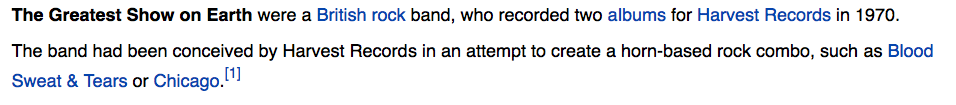 The Greatest Show on Earth were a British rock band, who recorded two albums for Harvest Records in 1970.
The band had been conceived by Harvest Records in an attempt to create a horn-based rock combo, such as Blood
Sweat & Tears or Chicago.[1]